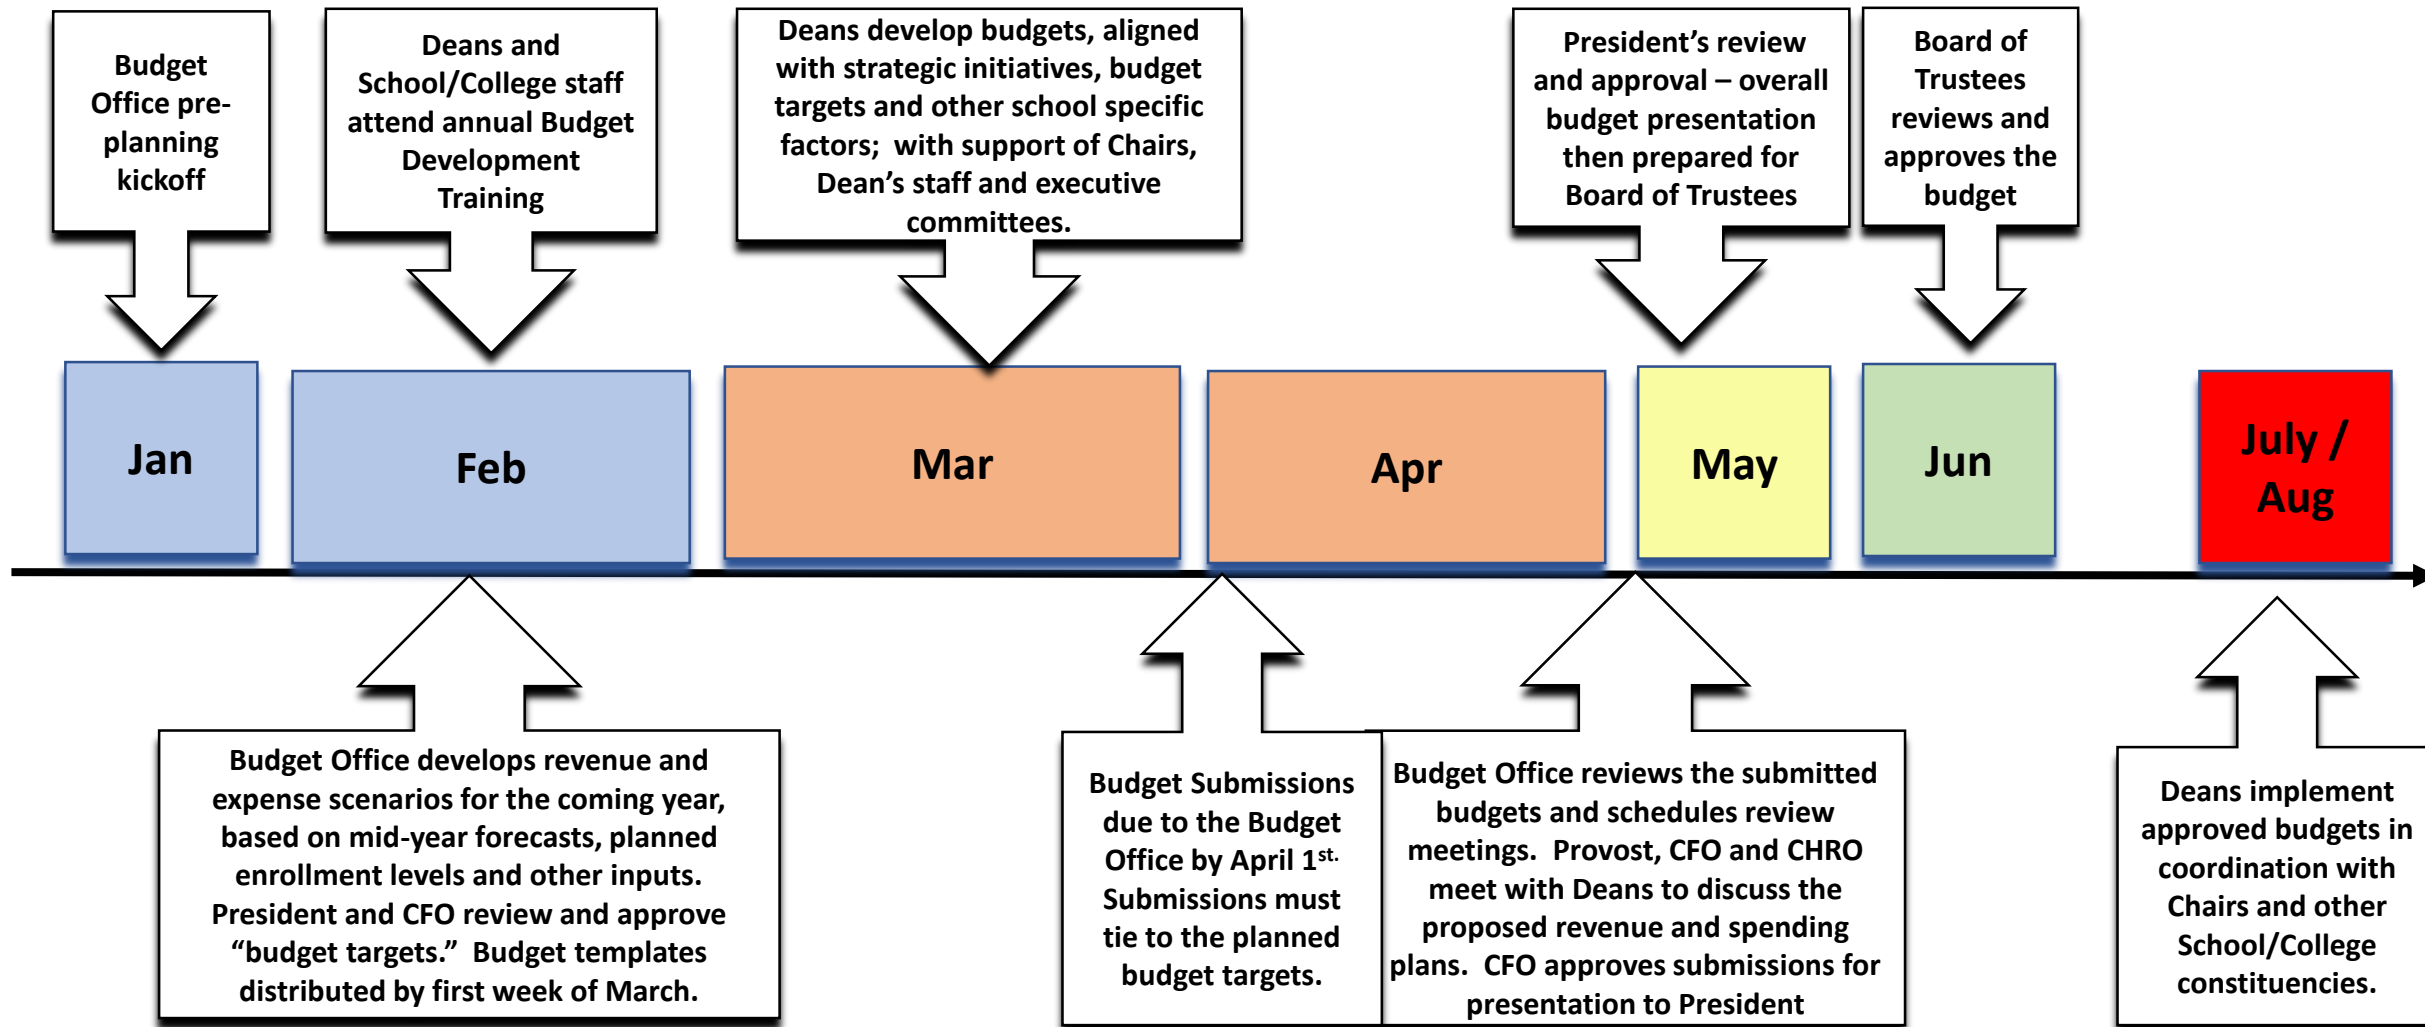 Budget
Office pre-
planning
kickoff
Deans and
School/College staff
attend annual Budget
Development
Training
Deans develop budgets, aligned
with strategic initiatives, budget
targets and other school specific
factors;  with support of Chairs,
Dean’s staff and executive
committees.
President’s review
and approval – overall
budget presentation
then prepared for
Board of Trustees
Board of
Trustees
reviews and
approves the
budget
Jan
Feb
Mar
Apr
May
Jun
July /
Aug
Budget Office develops revenue and
expense scenarios for the coming year,
based on mid-year forecasts, planned
enrollment levels and other inputs.
President and CFO review and approve
“budget targets.”  Budget templates
distributed by first week of March.
Budget Submissions
due to the Budget
Office by April 1st.
Submissions must
tie to the planned
budget targets.
Budget Office reviews the submitted
budgets and schedules review
meetings.  Provost, CFO and CHRO
meet with Deans to discuss the
proposed revenue and spending
plans.  CFO approves submissions for
presentation to President
Deans implement
approved budgets in
coordination with
Chairs and other
School/College
constituencies.